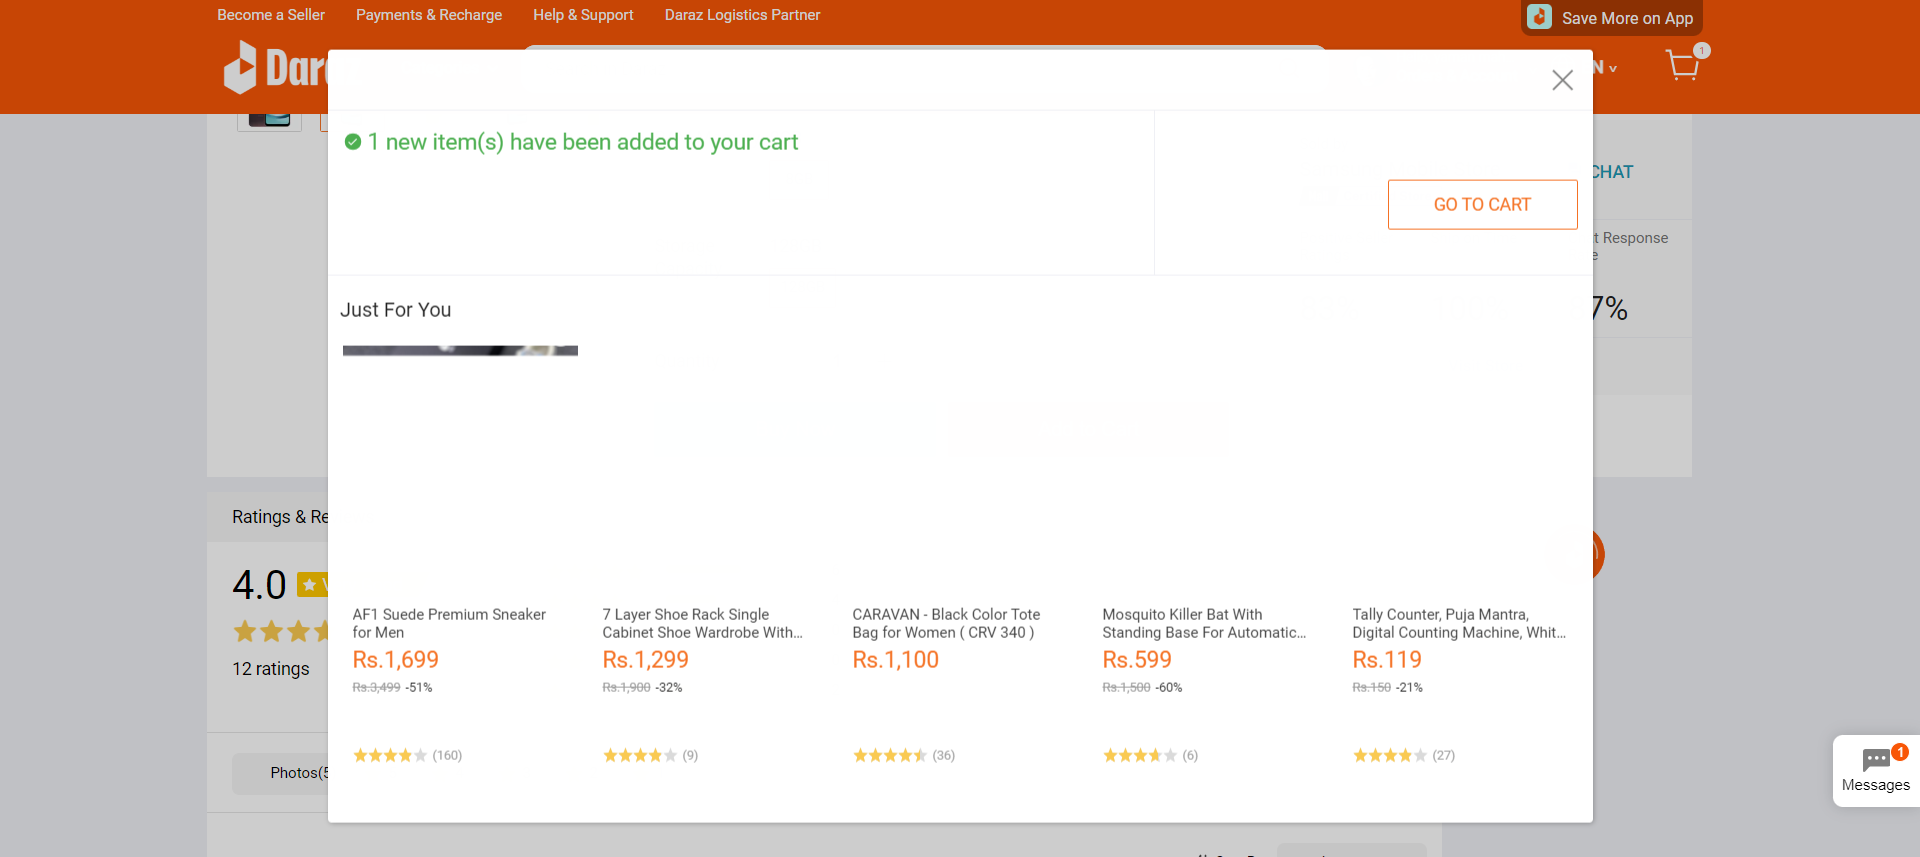 Become a Seller
Payments & Recharge
Help & Support
Daraz Logistics Partner
Save More on App
1
1 new item(s) have been added to your cart
GO TO CART
CHAT
Response
7%
Just For You
Ratings &
4.0
12 ratings
AF1 Suede Premium Sneaker
for Men
Rs.1,699
Rs.3,499 -51%
(160)
7 Layer Shoe Rack Single
Cabinet Shoe Wardrobe With...
Rs.1,299
Rs.1,900 -32%
(9)
CARAVAN - Black Color Tote
Bag for Women ( CRV 340 )
Rs.1,100
(36)
Mosquito Killer Bat With
Standing Base For Automatic...
Rs.599
Rs.1,500 -60%
(6)
Tally Counter, Puja Mantra,
Digital Counting Machine, Whit...
Rs.119
Rs.150 -21%
(27)
Photos(5
1
Messages